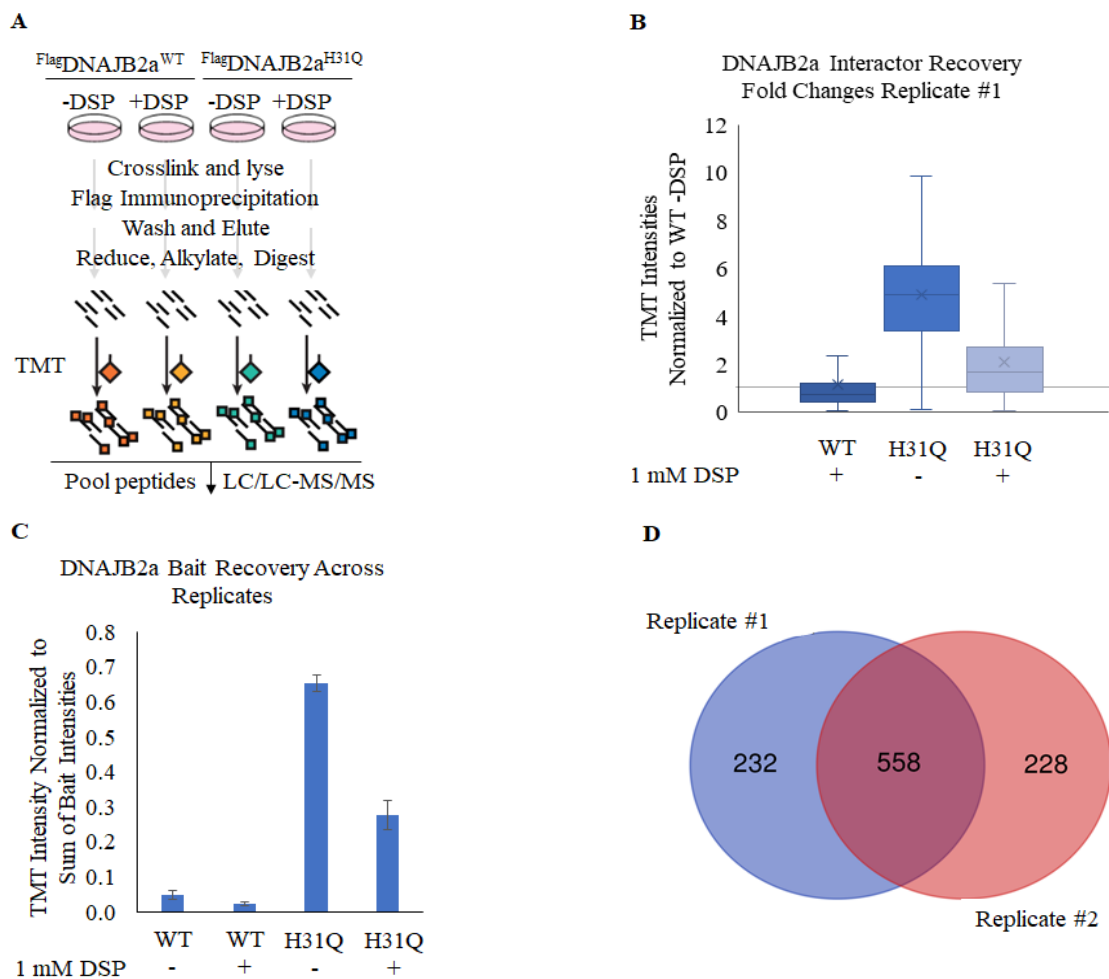 A
FlagDNAJB2aWT FlagDNAJB2aH31Q
-DSP +DSP -DSP +DSP
Crosslink and lyse
Flag Immunoprecipitation
Wash and Elute
Reduce, Alkylate, Digest
TMT
Pool peptides LC/LC-MS/MS
B
DNAJB2a Interactor Recovery
Fold Changes Replicate #1
TMT Intensities
Normalized to WT -DSP
12
10
8
6
4
2
0
WT H31Q H31Q
1 mM DSP + - +
C
DNAJB2a Bait Recovery Across
Replicates
TMT Intensity Normalized to
Sum of Bait Intensities
0.8
0.7
0.6
0.5
0.4
0.3
0.2
0.1
0.0
WT WT H31Q H31Q
1 mM DSP - + - +
D
Replicate #1
232 558 228
Replicate #2